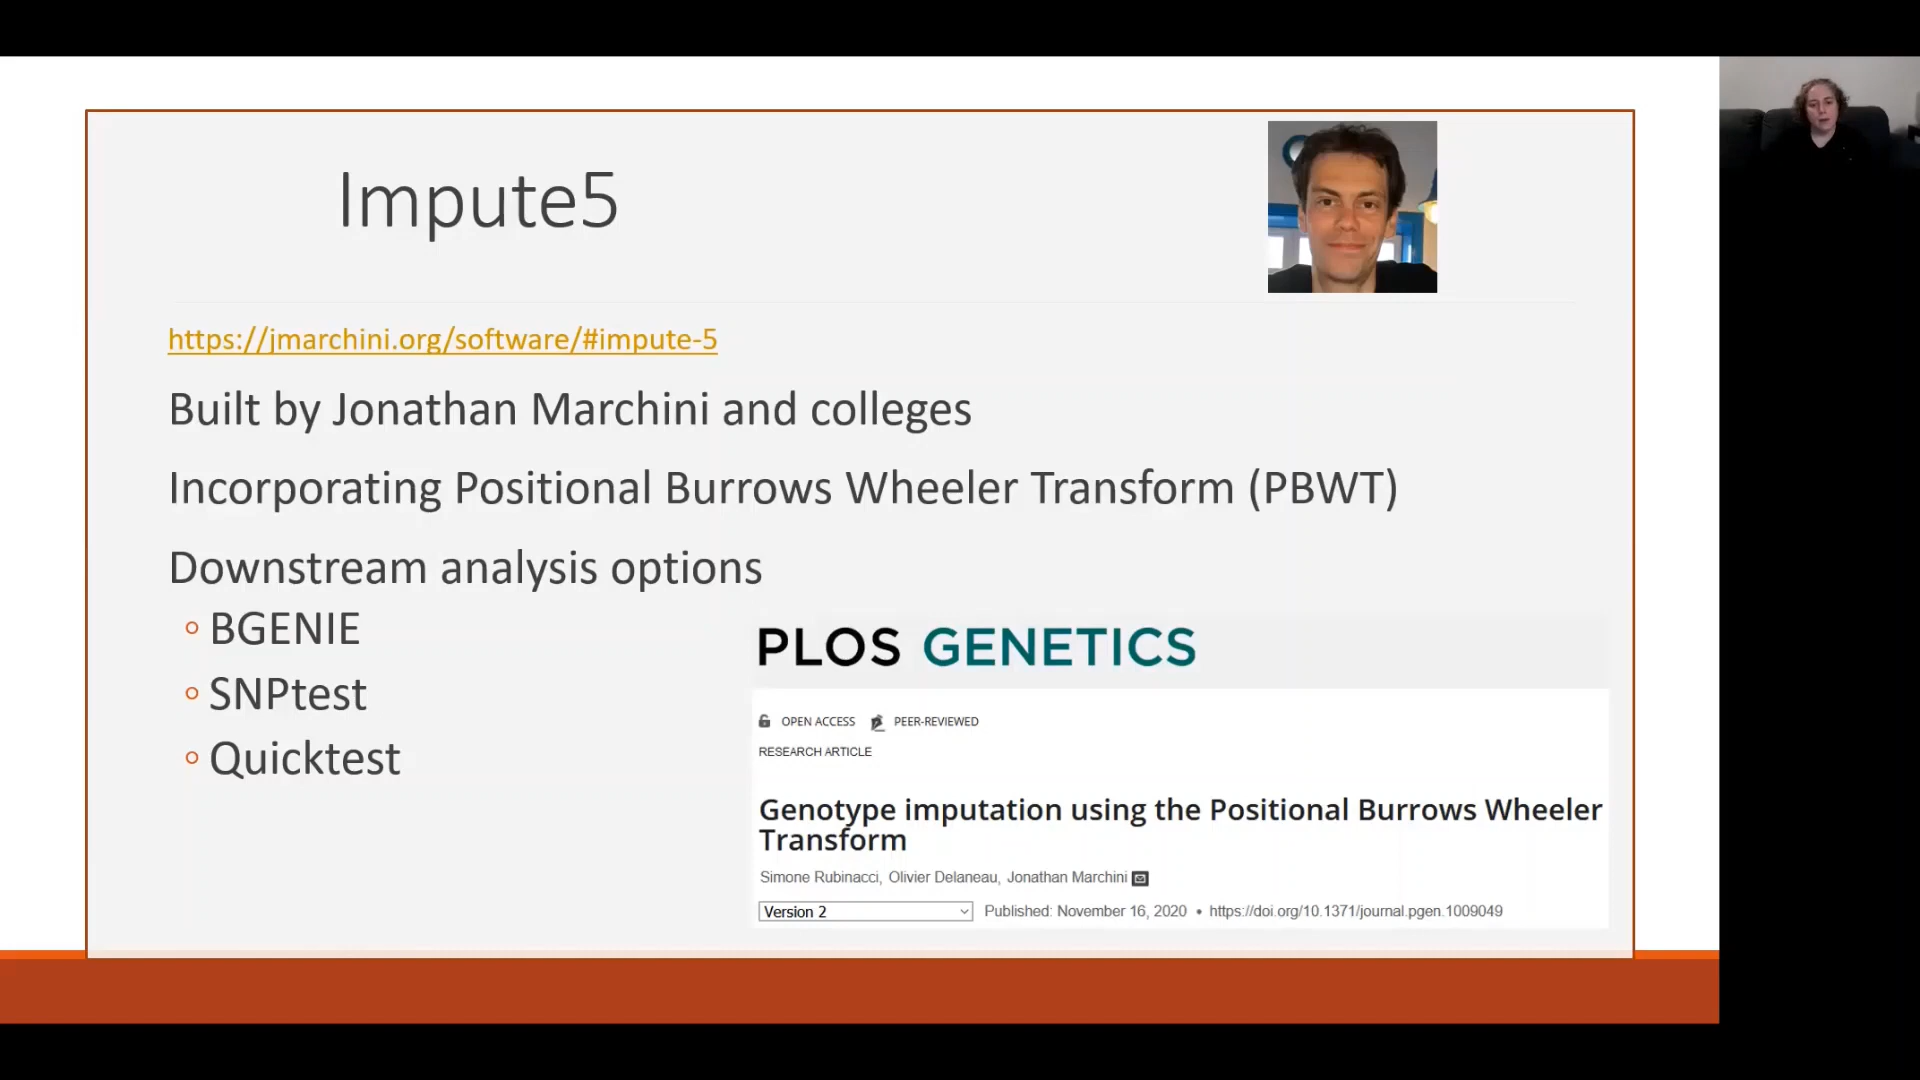 Impute5
https://jmarchini.org/software/#impute-5
Built by Jonathan Marchini and colleges
Incorporating Positional Burrows Wheeler Transform (PBWT)
Downstream analysis options
◦ BGENIE
◦ SNPtest
◦ Quicktest
PLOS GENETICS
OPEN ACCESS PEER-REVIEWED
RESEARCH ARTICLE
Genotype imputation using the Positional Burrows Wheeler
Transform
Simone Rubinacci, Olivier Delaneau, Jonathan Marchini
Version 2 Published: November 16, 2020 • https://doi.org/10.1371/journal.pgen.1009049